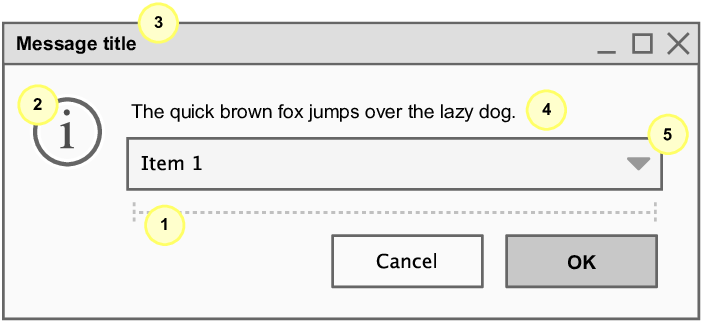 3
Message title
2
i
The quick brown fox jumps over the lazy dog. 4
5
Item 1
1
Cancel OK